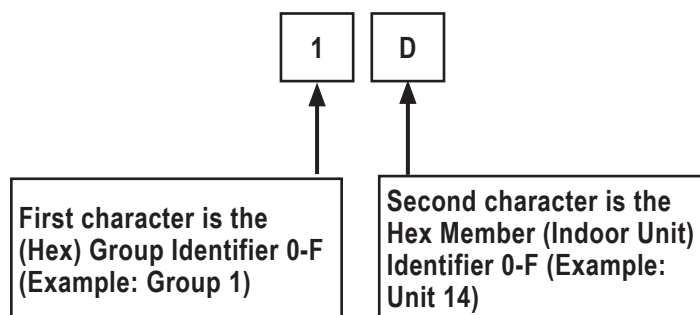 1 D
First character is the
(Hex) Group Identifier 0-F
(Example: Group 1)
Second character is the
Hex Member (Indoor Unit)
Identifier 0-F (Example:
Unit 14)